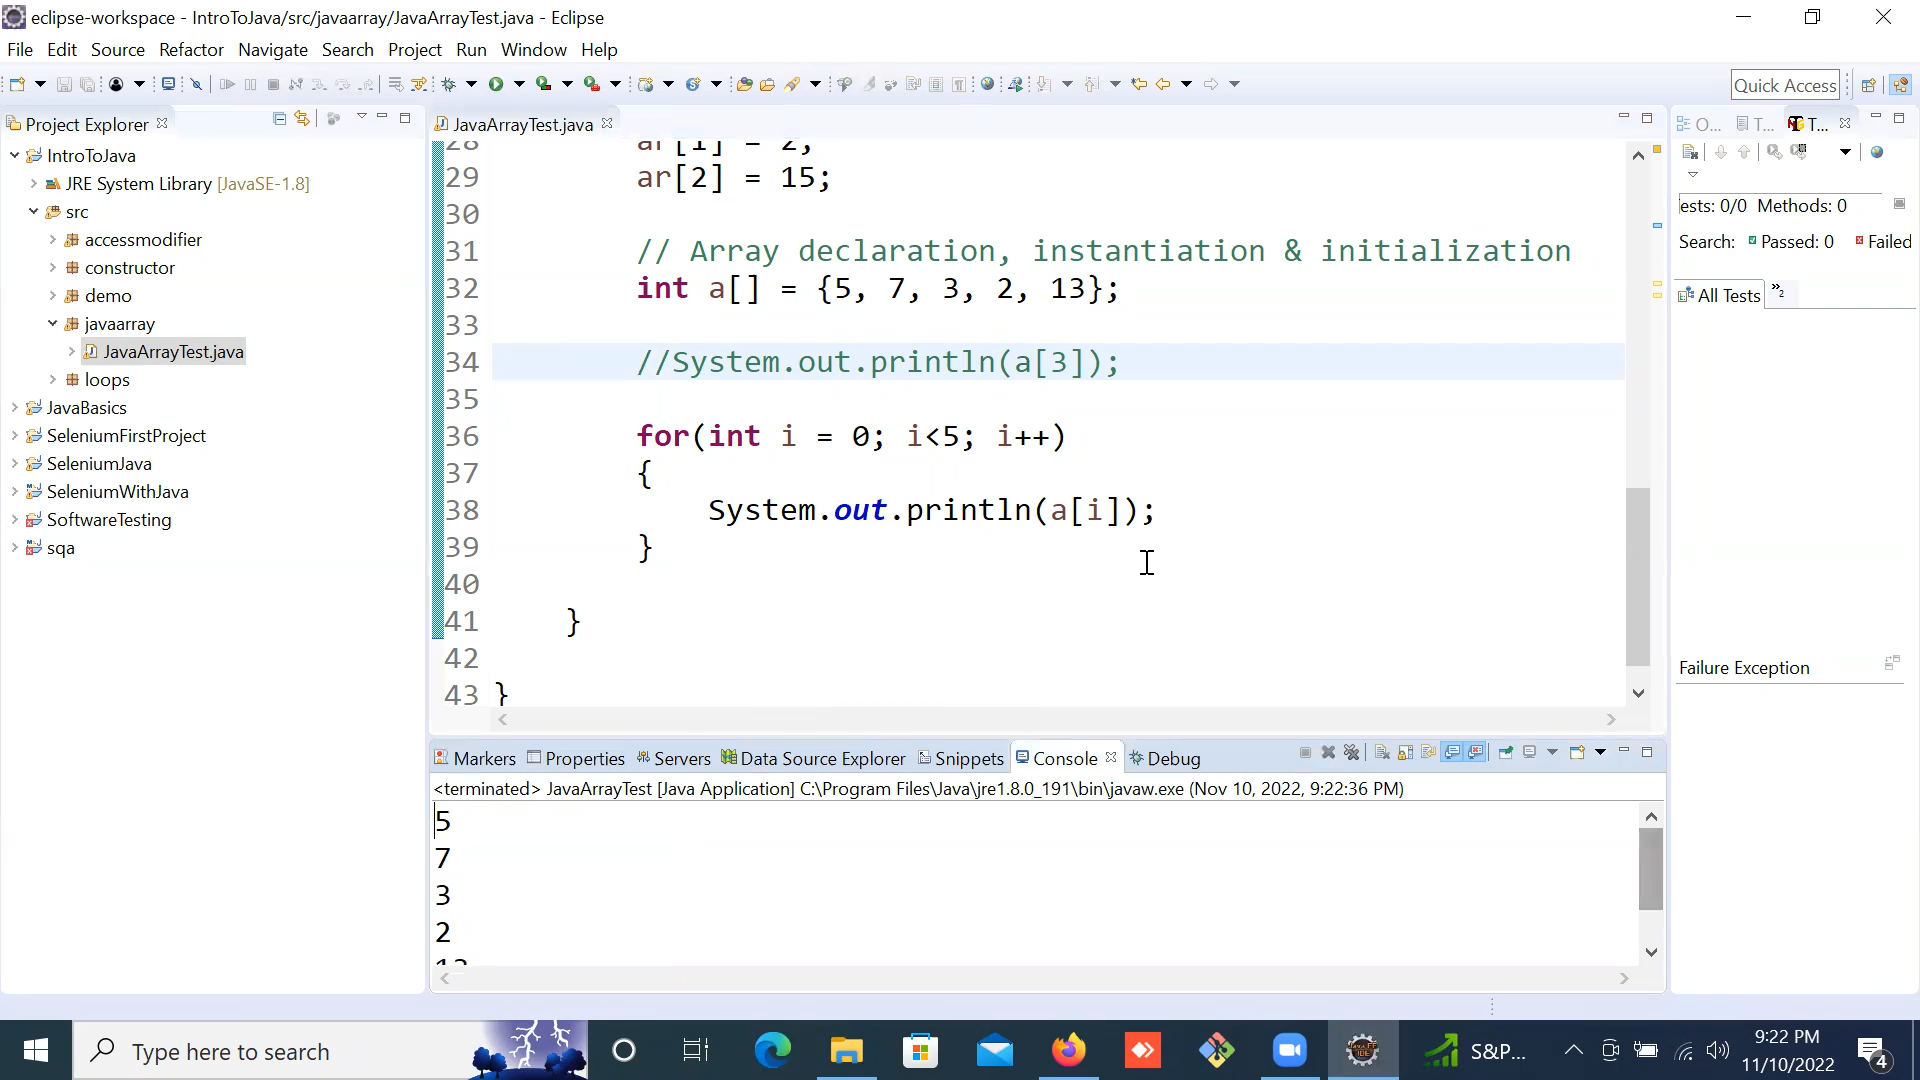 eclipse-workspace - IntroToJava/src/javaarray/JavaArrayTest.java - Eclipse
File Edit Source Refactor Navigate Search Project Run Window Help
Quick Access
Project Explorer
IntroToJava
JRE System Library [JavaSE-1.8]
src
accessmodifier
constructor
demo
javaarray
JavaArrayTest.java
loops
JavaBasics
SeleniumFirstProject
SeleniumJava
SeleniumWithJava
SoftwareTesting
sqa
JavaArrayTest.java
28 ar[1] = 2;
29 ar[2] = 15;
30
31 // Array declaration, instantiation & initialization
32 int a[] = {5, 7, 3, 2, 13};
33
34 //System.out.println(a[3]);
35
36 for(int i = 0; i<5; i++)
37 {
38 System.out.println(a[i]);
39 }
40
41 }
42
43 }
O... T... T...
ests: 0/0 Methods: 0
Search: Passed: 0 Failed
All Tests »2
Failure Exception
Markers Properties Servers Data Source Explorer Snippets Console Debug
<terminated> JavaArrayTest [Java Application] C:\Program Files\Java\jre1.8.0_191\bin\javaw.exe (Nov 10, 2022, 9:22:36 PM)
5
7
3
2
13
Type here to search
S&P...
9:22 PM
11/10/2022
4